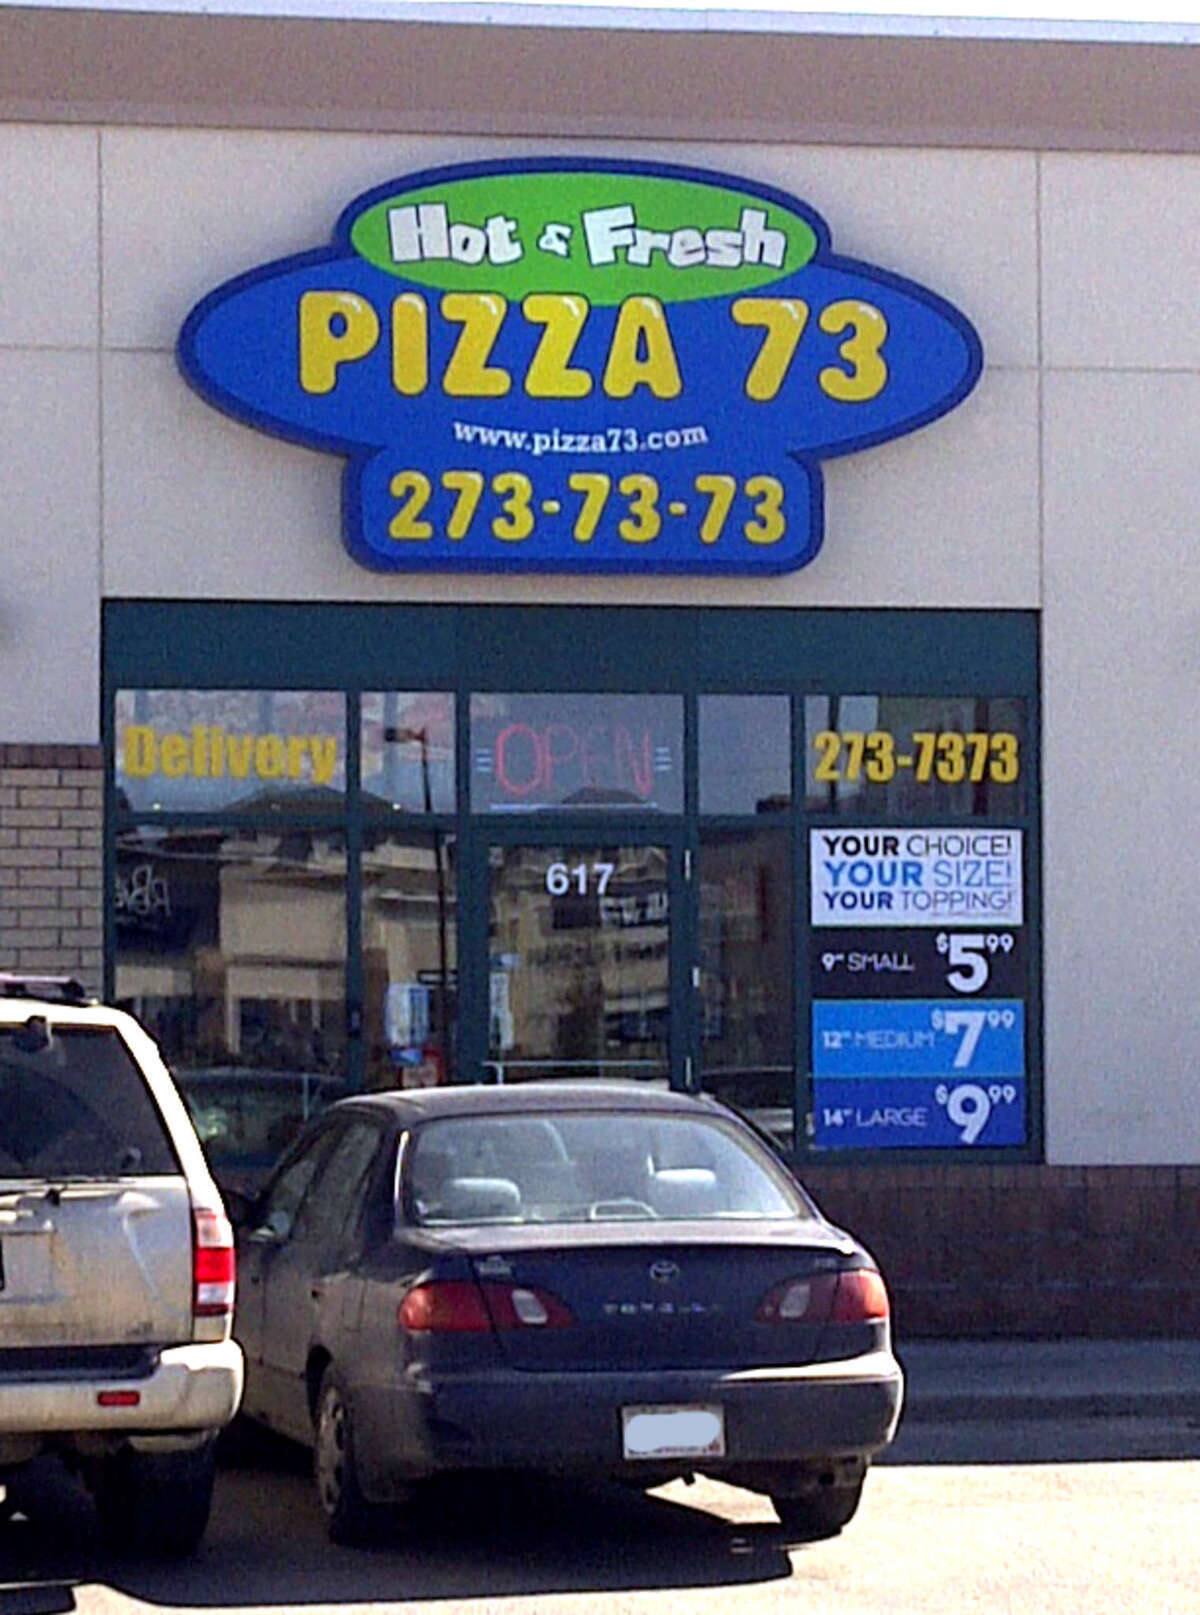 Hot & Fresh
PIZZA 73
www.pizza73.com
273-73-73
Delivery
OPEN
273-7373
617
YOUR CHOICE!
YOUR SIZE!
YOUR TOPPING!
9" SMALL $5.99
12" MEDIUM $7.99
14" LARGE $9.99